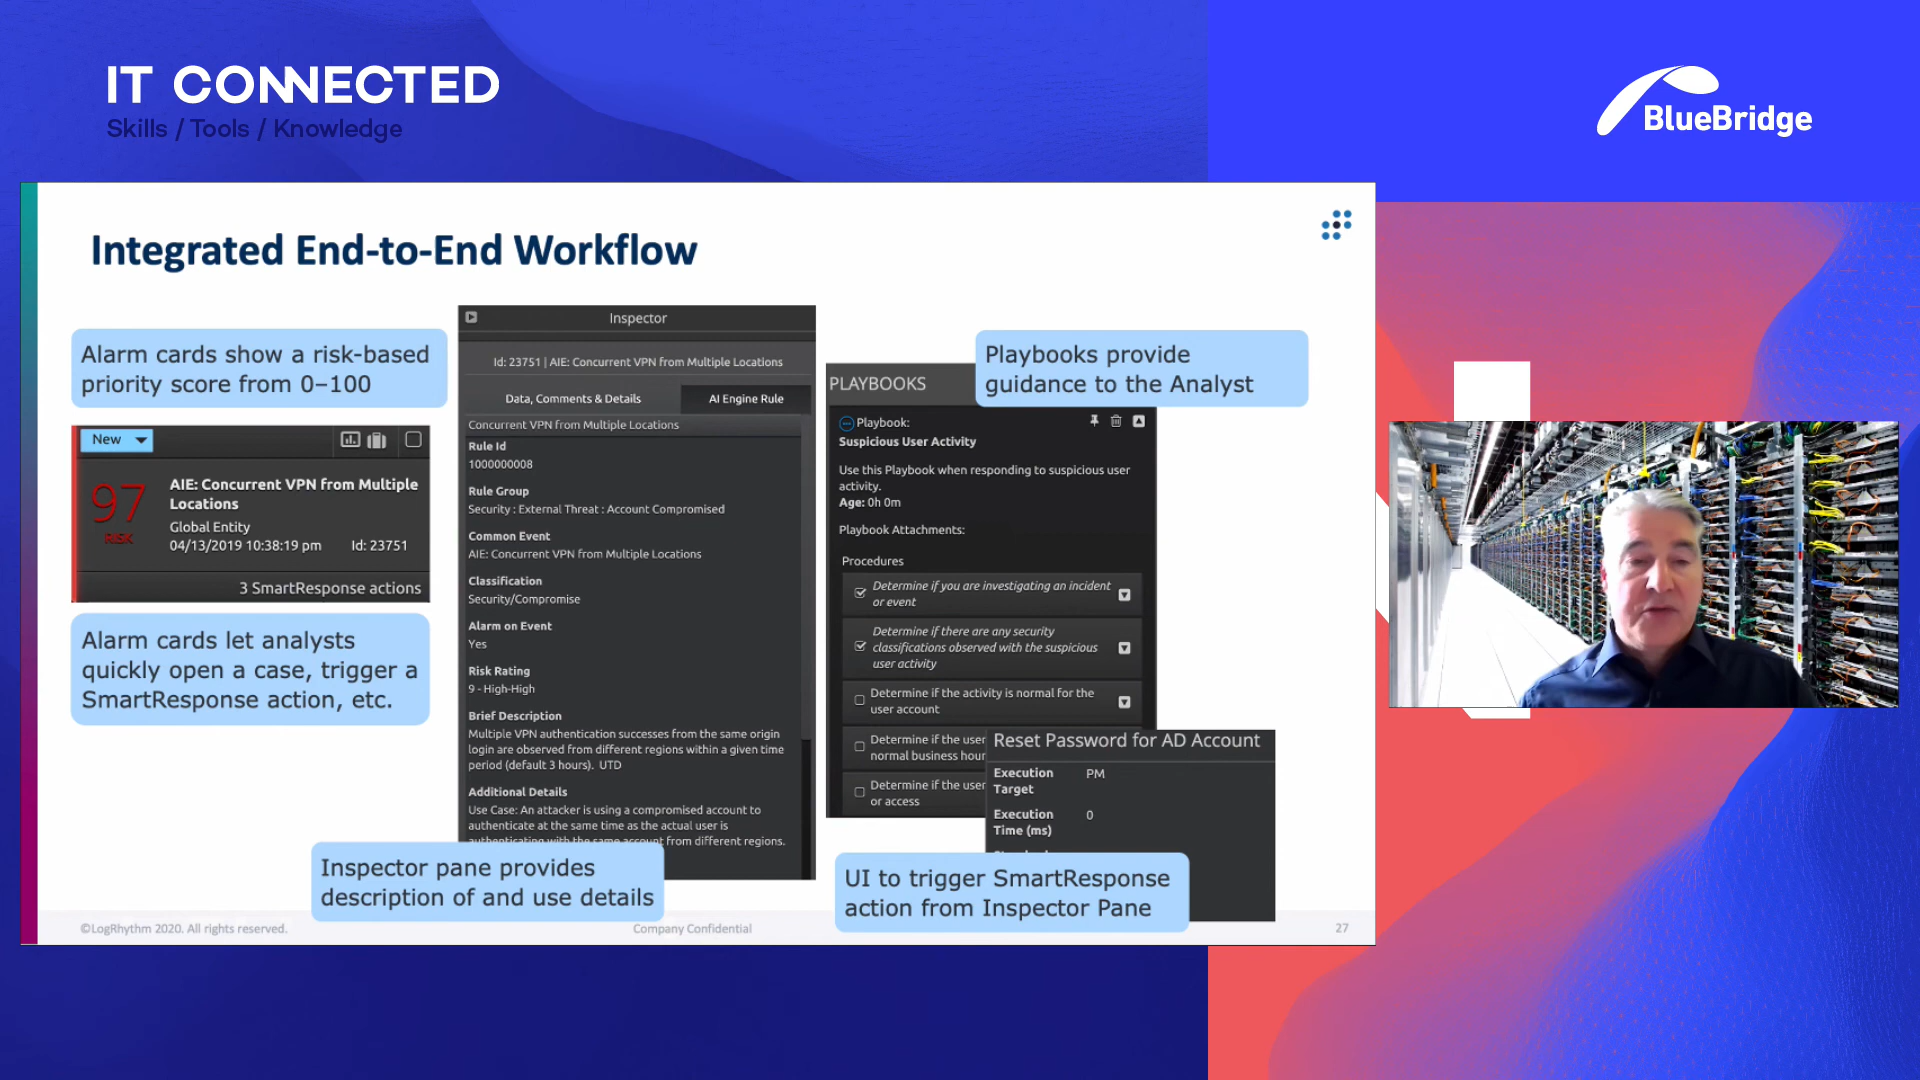 IT CONNECTED
Skills / Tools / Knowledge
BlueBridge
Integrated End-to-End Workflow
Alarm cards show a risk-based
priority score from 0–100
New
97
RISK
AIE: Concurrent VPN from Multiple
Locations
Global Entity
04/13/2019 10:38:19 pm Id: 23751
3 SmartResponse actions
Alarm cards let analysts
quickly open a case, trigger a
SmartResponse action, etc.
Inspector
Id: 23751 | AIE: Concurrent VPN from Multiple Locations
Data, Comments & Details
AI Engine Rule
Concurrent VPN from Multiple Locations
Rule Id
1000000008
Rule Group
Security : External Threat : Account Compromised
Common Event
AIE: Concurrent VPN from Multiple Locations
Classification
Security/Compromise
Alarm on Event
Yes
Risk Rating
9 - High-High
Brief Description
Multiple VPN authentication successes from the same origin
login are observed from different regions within a given time
period (default 3 hours). UTD
Additional Details
Use Case: An attacker is using a compromised account to
authenticate at the same time as the actual user is
authenticating with the same account from different regions.
Inspector pane provides
description of and use details
Playbooks provide
guidance to the Analyst
PLAYBOOKS
Playbook:
Suspicious User Activity
Use this Playbook when responding to suspicious user
activity.
Age: 0h 0m
Playbook Attachments:
Procedures
Determine if you are investigating an incident
or event
Determine if there are any security
classifications observed with the suspicious
user activity
Determine if the activity is normal for the
user account
Determine if the user
normal business hour
Determine if the user
or access
Reset Password for AD Account
Execution
Target
PM
Execution
Time (ms)
0
UI to trigger SmartResponse
action from Inspector Pane
©LogRhythm 2020. All rights reserved.
Company Confidential
27